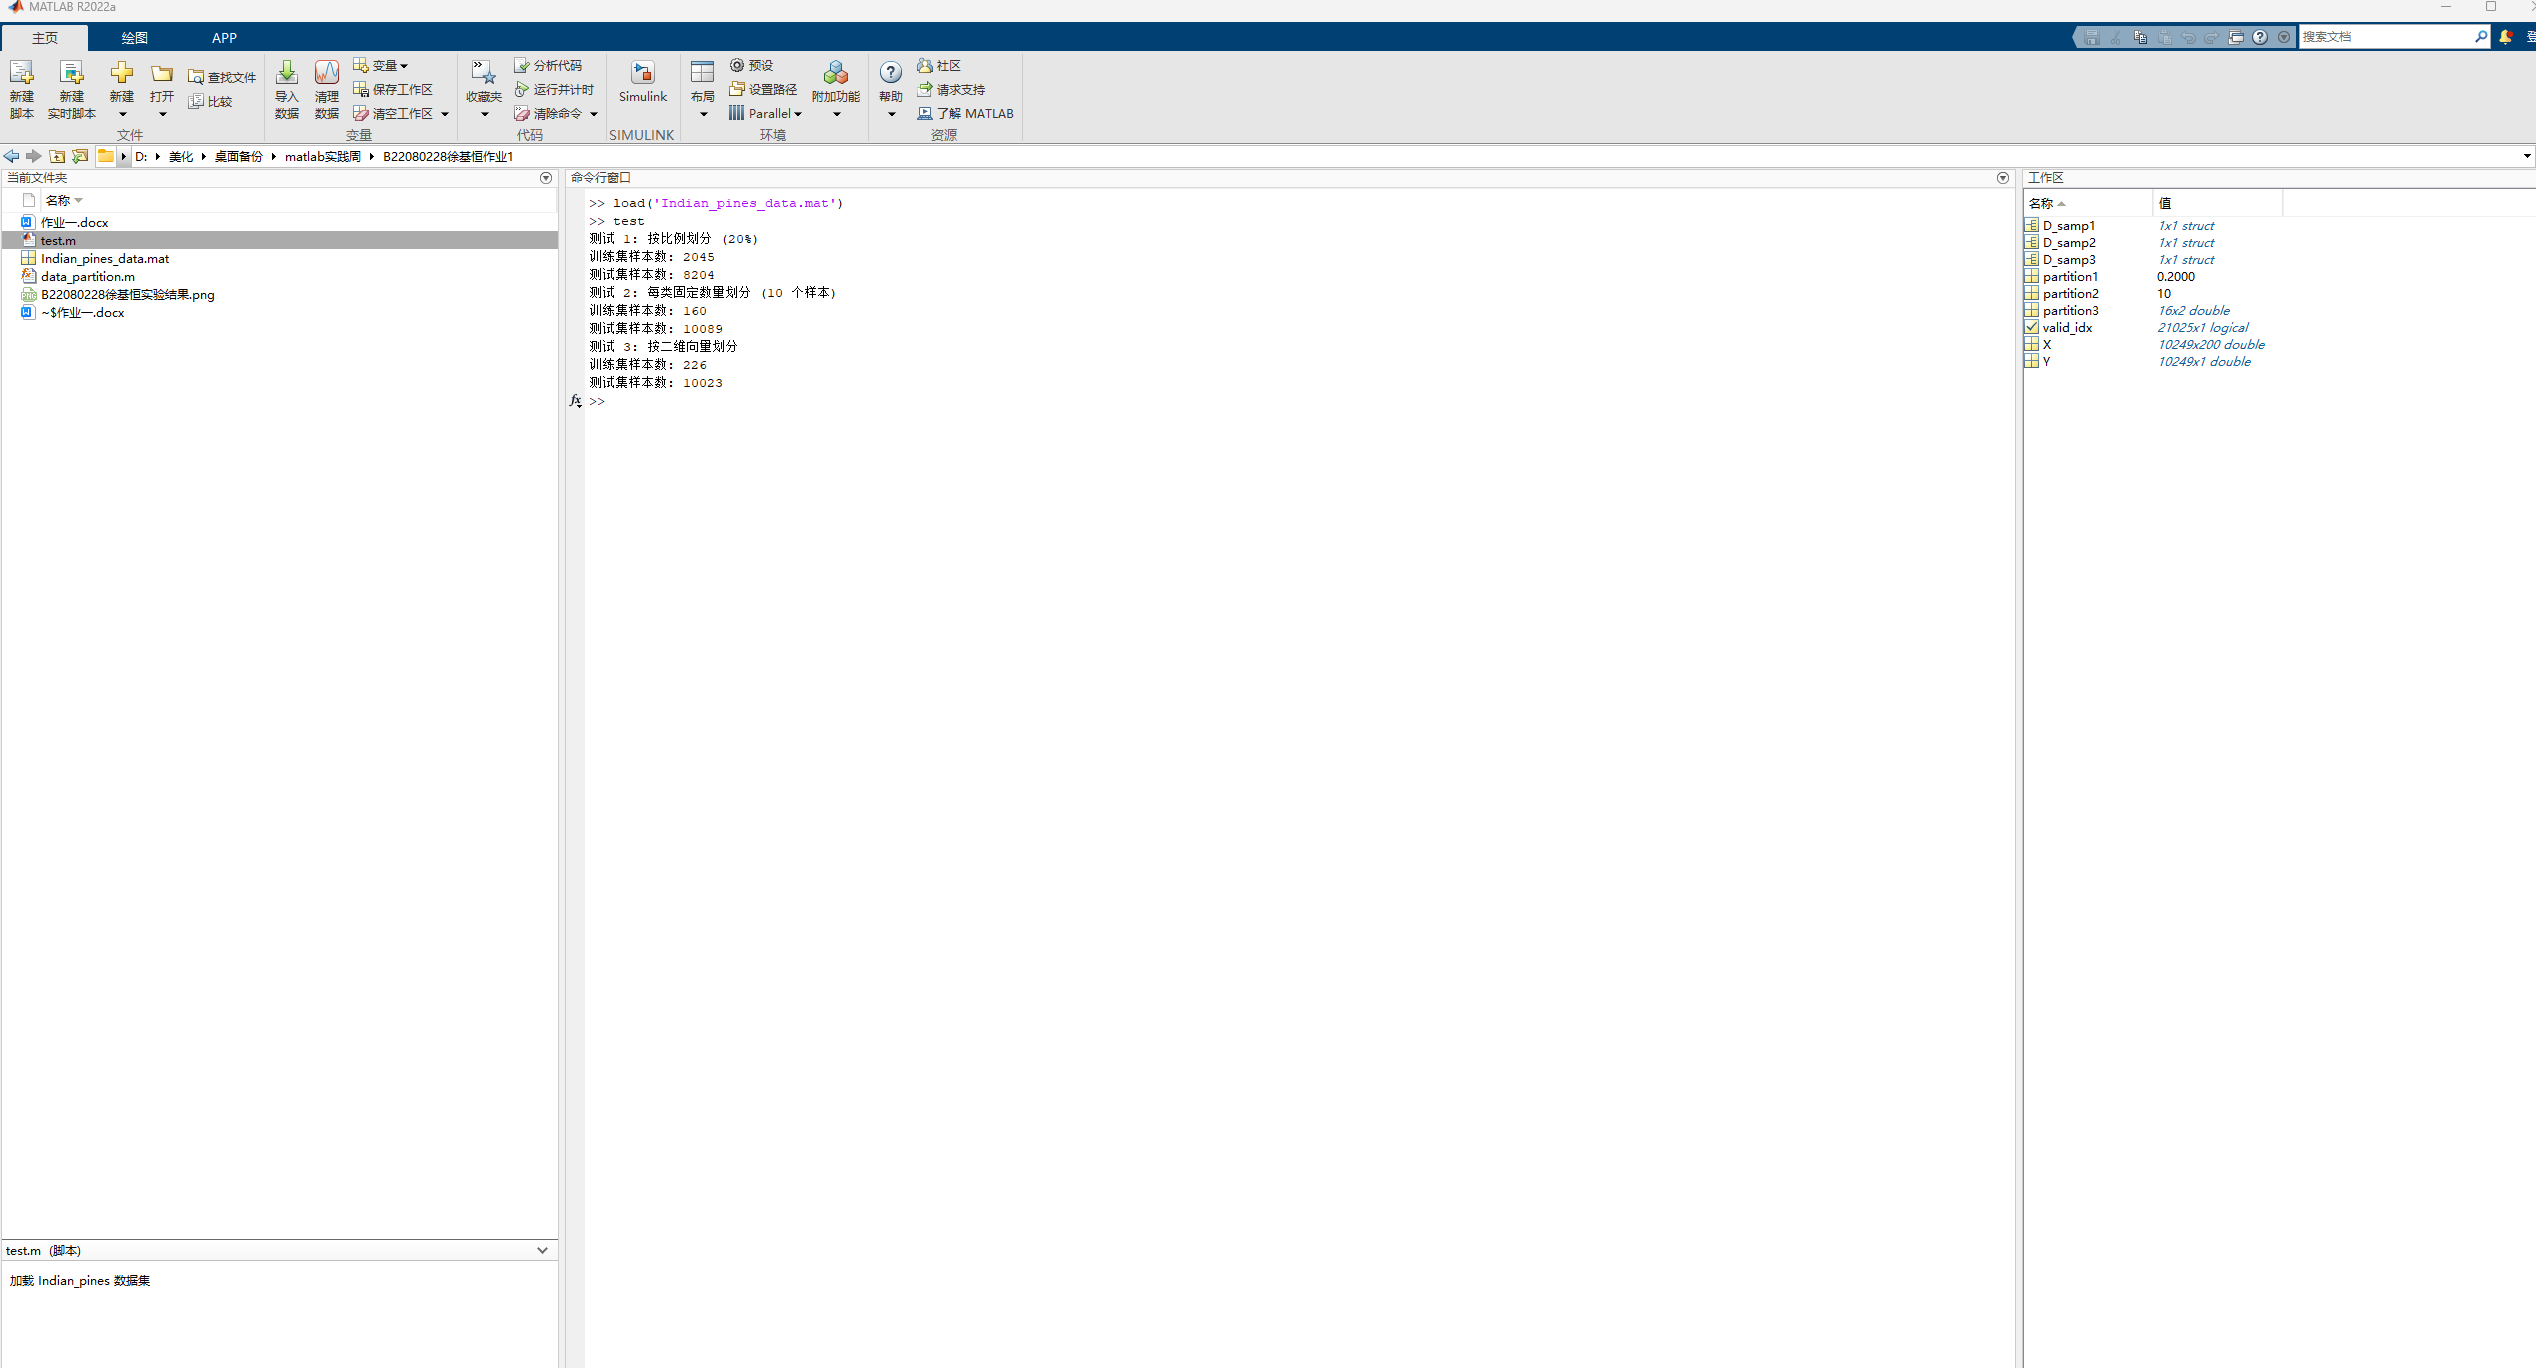 MATLAB R2022a
主页 绘图 APP
搜索文档
登
新建 脚本
新建 实时脚本
新建
打开
查找文件
比较
文件
导入 数据
清理 数据
变量
保存工作区
清空工作区
变量
收藏夹
分析代码
运行并计时
清除命令
代码
Simulink
SIMULINK
布局
预设
设置路径
Parallel
附加功能
环境
帮助
社区
请求支持
了解 MATLAB
资源
D: 美化 桌面备份 matlab实践周 B22080228徐基恒作业1
当前文件夹
名称
作业一.docx
test.m
Indian_pines_data.mat
data_partition.m
B22080228徐基恒实验结果.png
~$作业一.docx
test.m (脚本)
加载 Indian_pines 数据集
命令行窗口
>> load('Indian_pines_data.mat')
>> test
测试 1: 按比例划分 (20%)
训练集样本数: 2045
测试集样本数: 8204
测试 2: 每类固定数量划分 (10 个样本)
训练集样本数: 160
测试集样本数: 10089
测试 3: 按二维向量划分
训练集样本数: 226
测试集样本数: 10023
fx >>
工作区
名称 值
D_samp1 1x1 struct
D_samp2 1x1 struct
D_samp3 1x1 struct
partition1 0.2000
partition2 10
partition3 16x2 double
valid_idx 21025x1 logical
X 10249x200 double
Y 10249x1 double